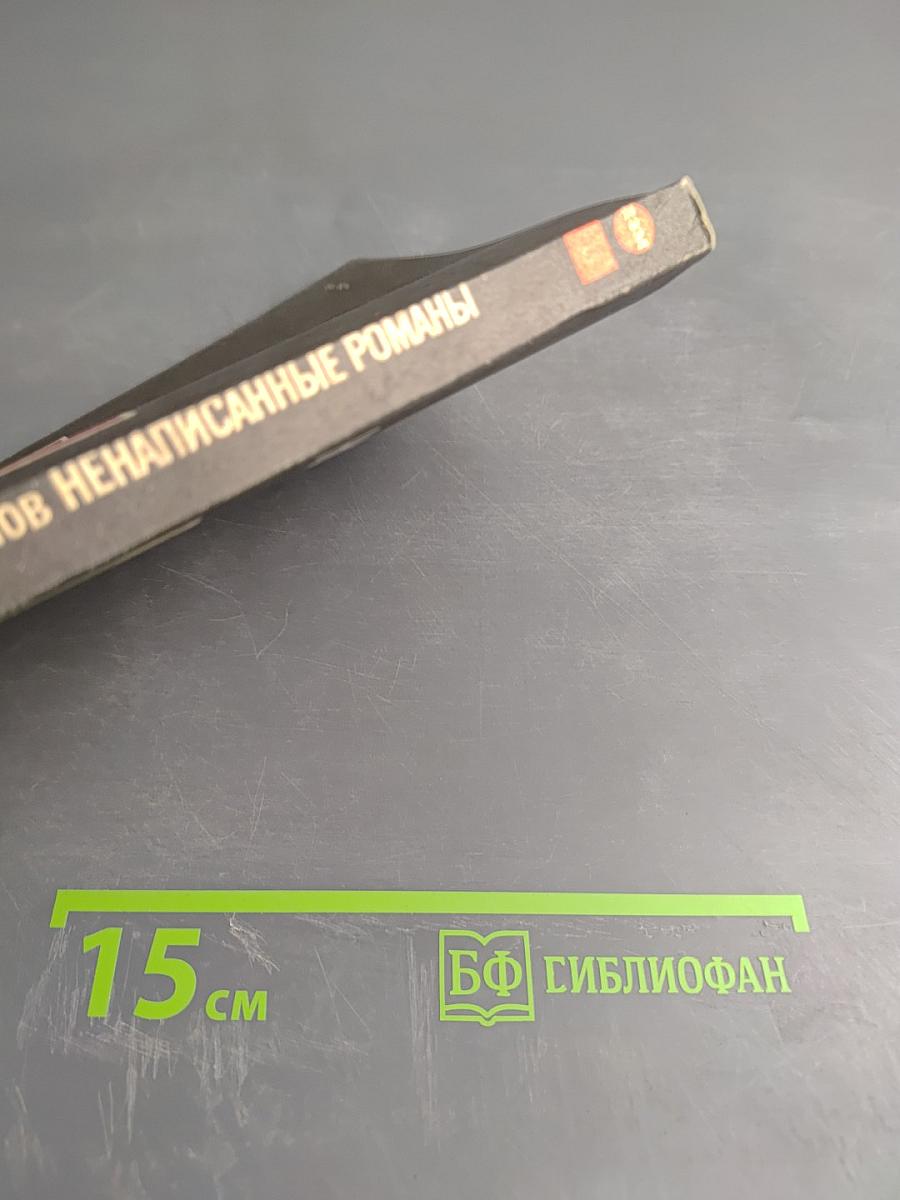 ОВ НЕНАПИСАННЫЕ РОМАНЫ
15 см
БФ БИБЛИОФАН